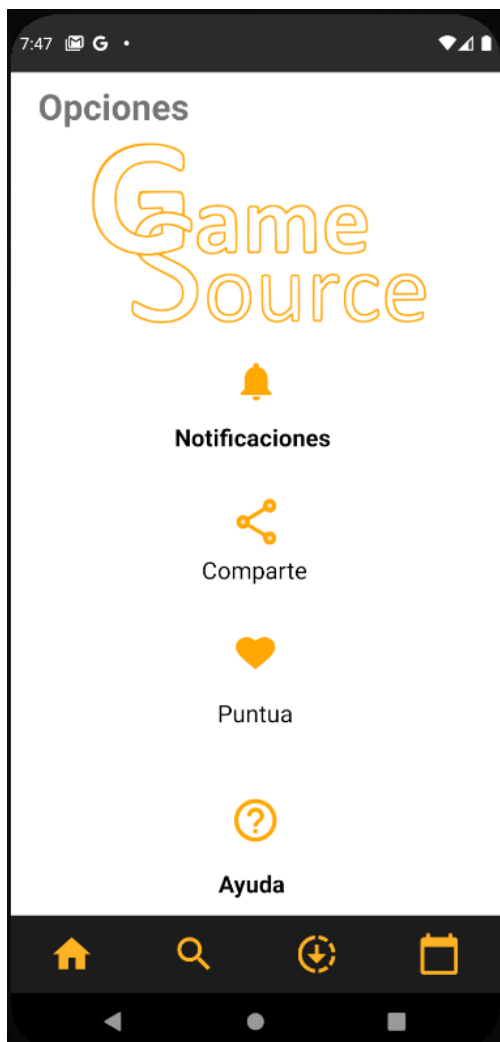 7:47 G
Opciones
Game
Source
Notificaciones
Comparte
Puntua
Ayuda